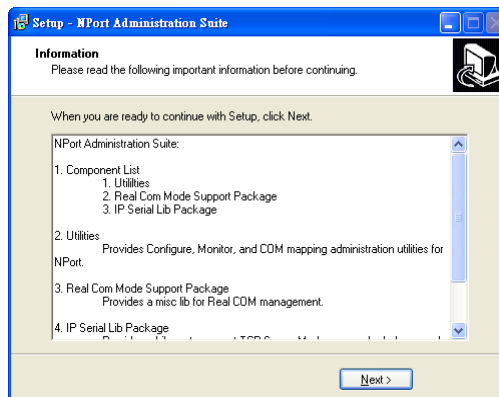 Setup - NPort Administration Suite
Information
Please read the following important information before continuing.
When you are ready to continue with Setup, click Next.
NPort Administration Suite:
1. Component List
1. Utililties
2. Real Com Mode Support Package
3. IP Serial Lib Package
2. Utilities
Provides Configure, Monitor, and COM mapping administration utilities for
NPort.
3. Real Com Mode Support Package
Provides a misc lib for Real COM management.
4. IP Serial Lib Package
Next >